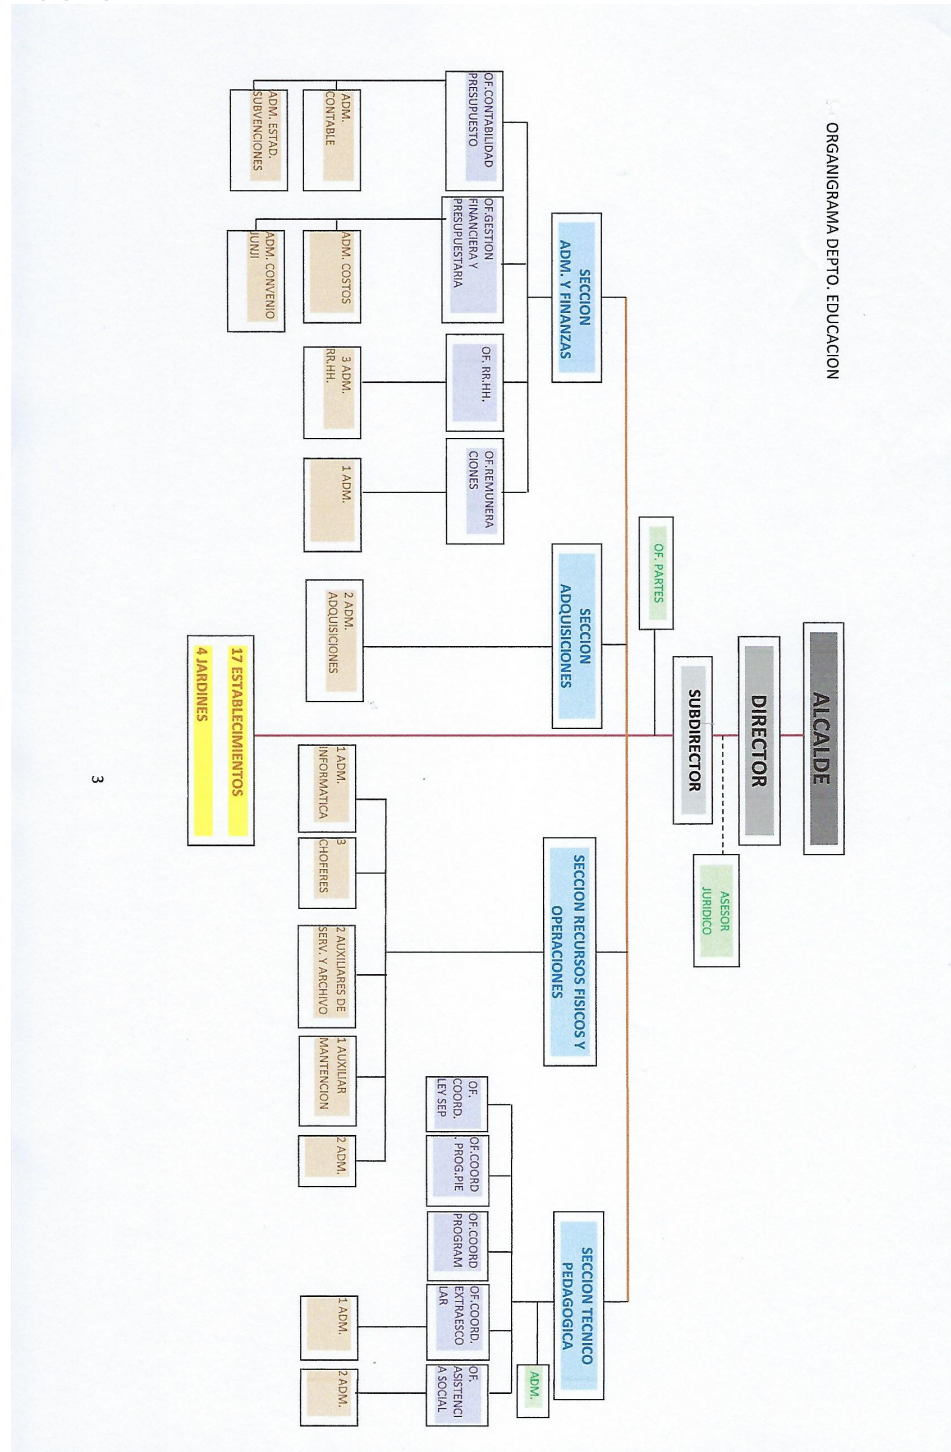 ORGANIGRAMA DEPTO. EDUCACION
ALCALDE
DIRECTOR
ASESOR
JURIDICO
SUBDIRECTOR
OF. PARTES
SECCION
ADM. Y FINANZAS
SECCION
ADQUISICIONES
SECCION RECURSOS FISICOS Y
OPERACIONES
SECCION TECNICO
PEDAGOGICA
ADM.
OF.CONTABILIDAD
PRESUPUESTO
OF.GESTION
FINANCIERA Y
PRESUPUESTARIA
OF. RR.HH.
OF.REMUNERA
CIONES
OF.
COORD.
LEY SEP
OF.COORD
. PROG.PIE
OF.COORD
PROGRAM
OF.COORD.
EXTRAESCO
LAR
OF.
ASISTENCI
A SOCIAL
ADM.
CONTABLE
ADM. COSTOS
3 ADM.
RR.HH.
1 ADM.
2 ADM.
ADQUISICIONES
1 ADM.
INFORMATICA
3
CHOFERES
2 AUXILIARES DE
SERV. Y ARCHIVO
1 AUXILIAR
MANTENCION
2 ADM.
1 ADM.
2 ADM.
ADM. ESTAD.
SUBVENCIONES
ADM. CONVENIO
JUNJI
17 ESTABLECIMIENTOS
4 JARDINES
3